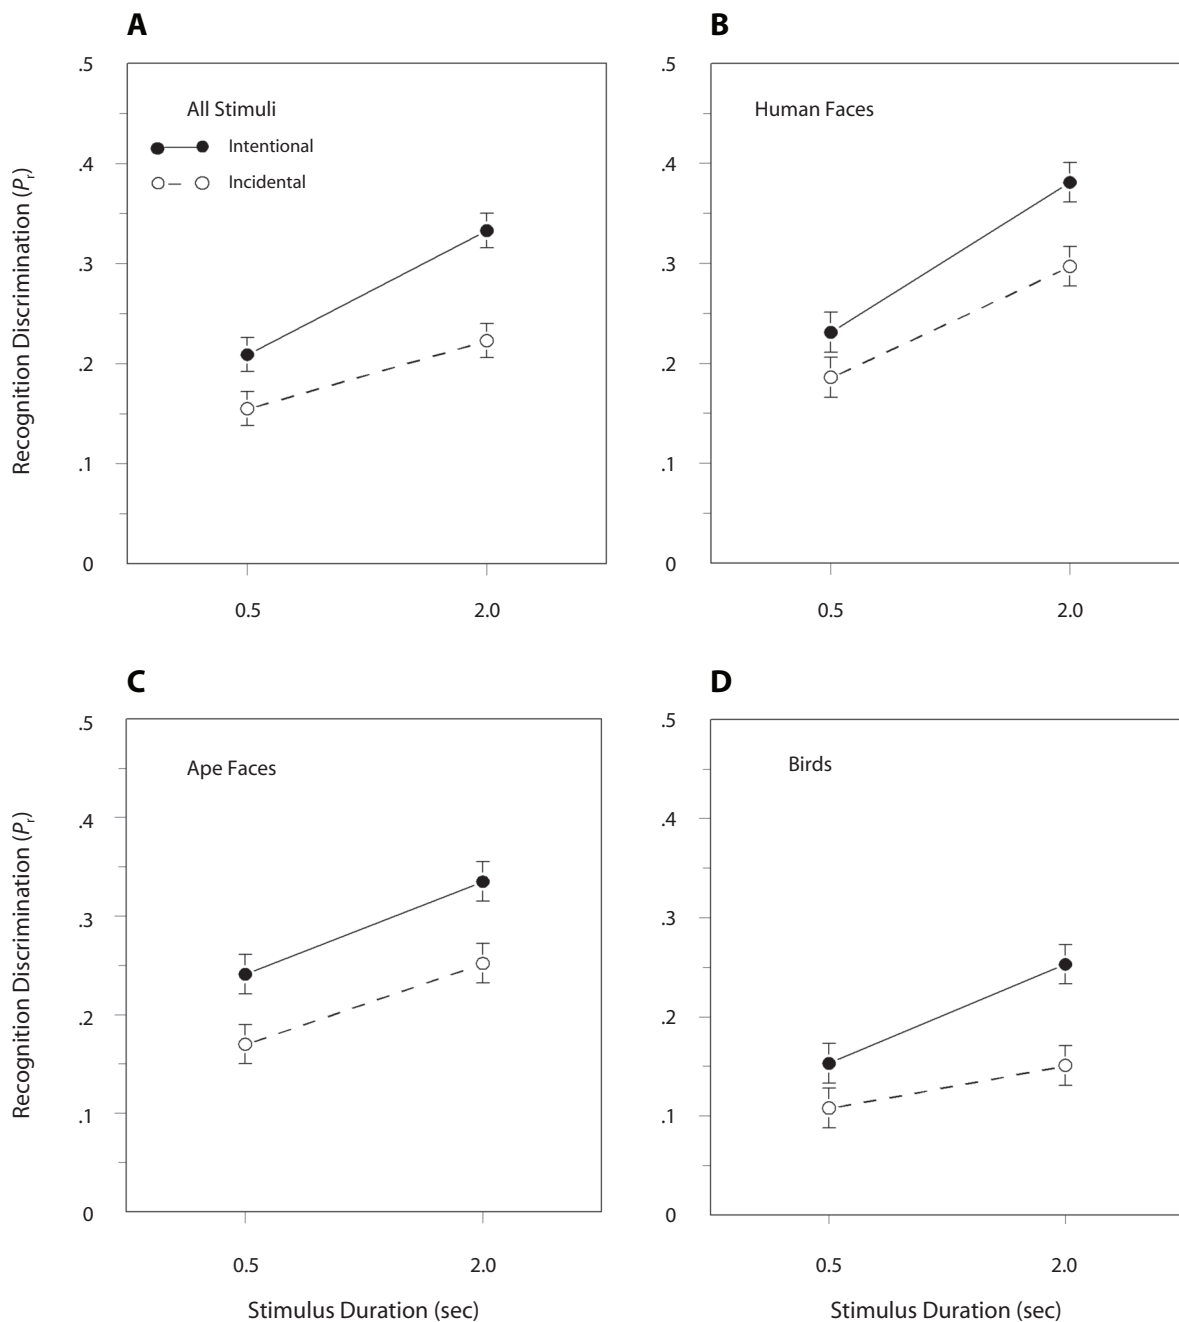 A
.5
.4
.3
.2
.1
0
All Stimuli
Intentional
Incidental
Recognition Discrimination (Pr)
0.5 2.0
B
.5
.4
.3
.2
.1
0
Human Faces
0.5 2.0
C
.5
.4
.3
.2
.1
0
Ape Faces
Recognition Discrimination (Pr)
0.5 2.0
Stimulus Duration (sec)
D
.5
.4
.3
.2
.1
0
Birds
0.5 2.0
Stimulus Duration (sec)